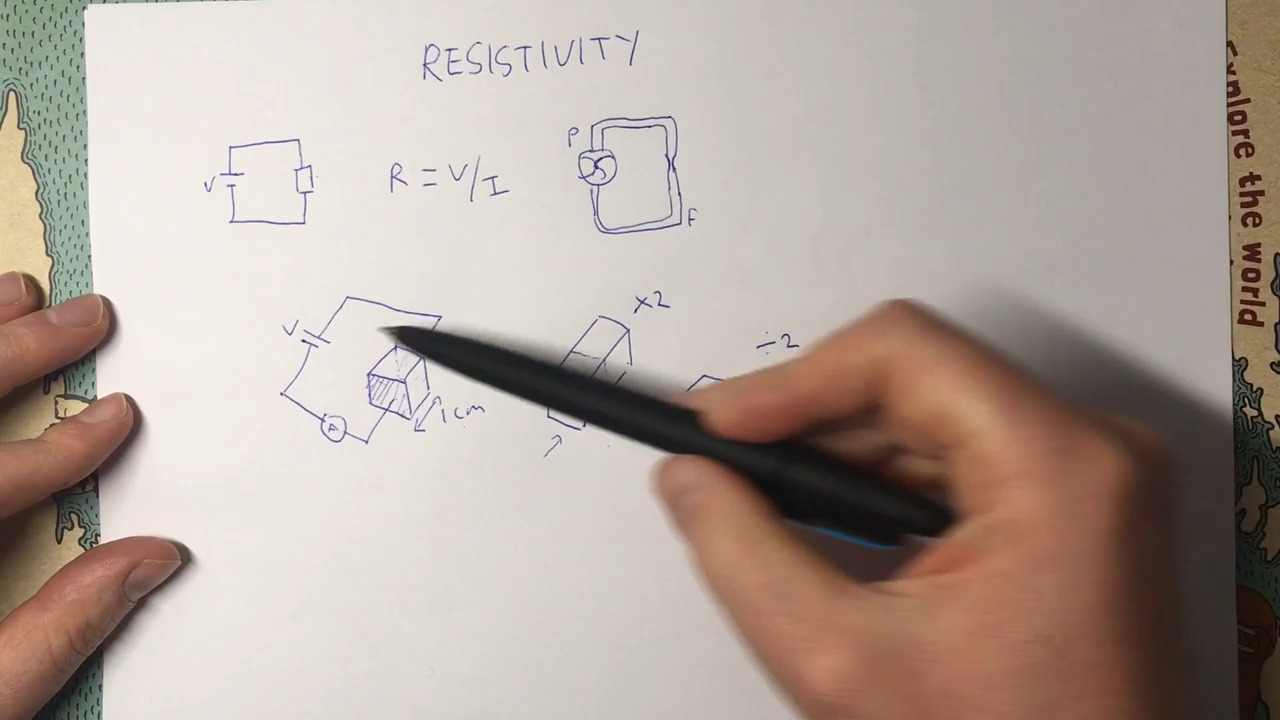 RESISTIVITY
P
V
R = V/I
F
V
×2
÷2
A
1cm
Explore the world